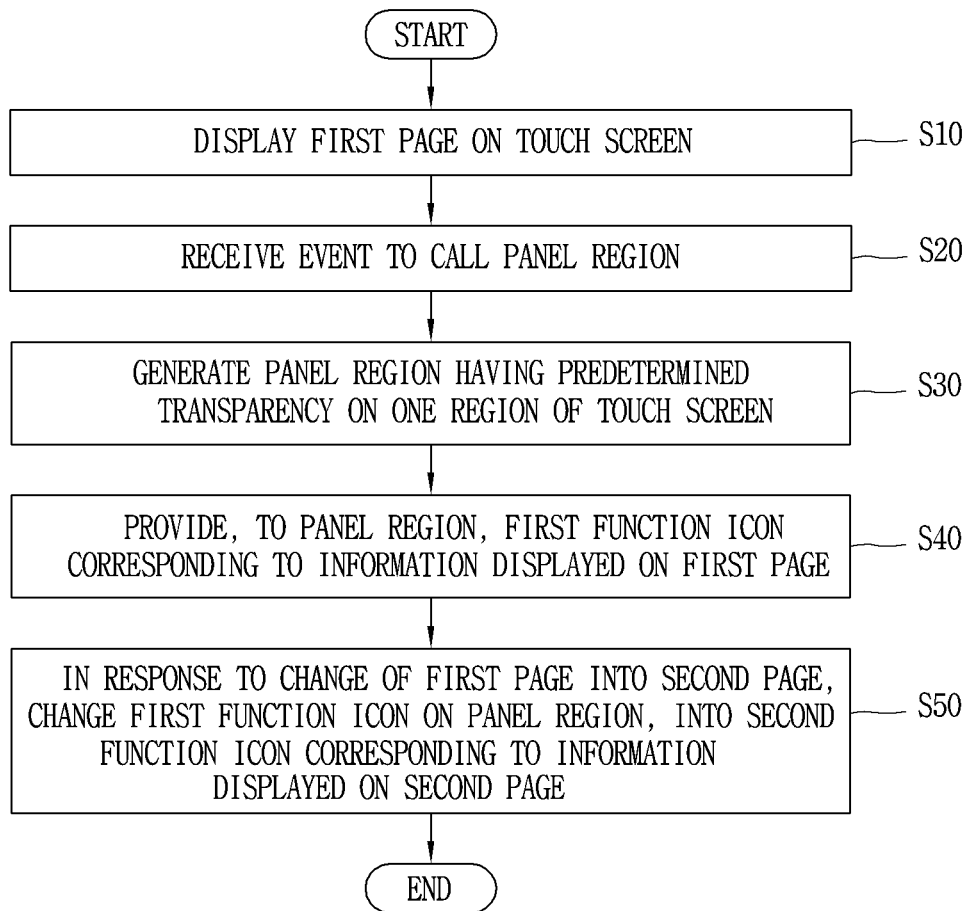 START
DISPLAY FIRST PAGE ON TOUCH SCREEN
S10
RECEIVE EVENT TO CALL PANEL REGION
S20
GENERATE PANEL REGION HAVING PREDETERMINED
TRANSPARENCY ON ONE REGION OF TOUCH SCREEN
S30
PROVIDE, TO PANEL REGION, FIRST FUNCTION ICON
CORRESPONDING TO INFORMATION DISPLAYED ON FIRST PAGE
S40
IN RESPONSE TO CHANGE OF FIRST PAGE INTO SECOND PAGE,
CHANGE FIRST FUNCTION ICON ON PANEL REGION, INTO SECOND
FUNCTION ICON CORRESPONDING TO INFORMATION
DISPLAYED ON SECOND PAGE
S50
END